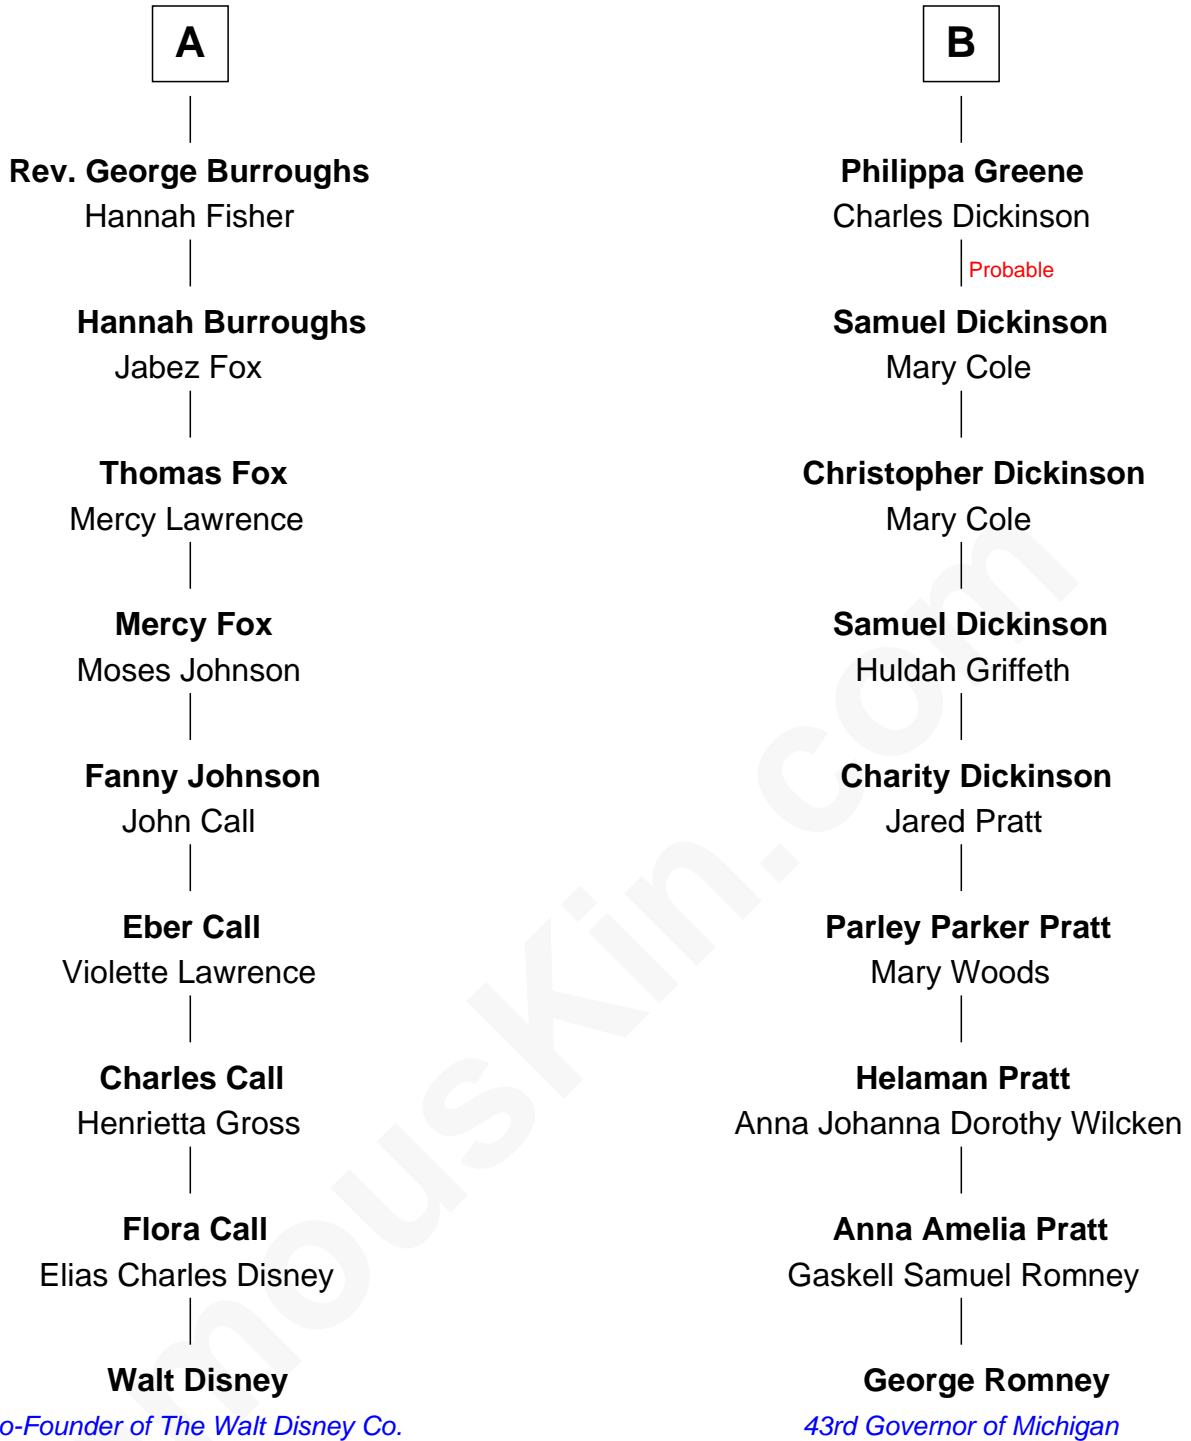 A
Rev. George Burroughs
Hannah Fisher
Hannah Burroughs
Jabez Fox
Thomas Fox
Mercy Lawrence
Mercy Fox
Moses Johnson
Fanny Johnson
John Call
Eber Call
Violette Lawrence
Charles Call
Henrietta Gross
Flora Call
Elias Charles Disney
Walt Disney
o-Founder of The Walt Disney Co.
B
Philippa Greene
Charles Dickinson
Probable
Samuel Dickinson
Mary Cole
Christopher Dickinson
Mary Cole
Samuel Dickinson
Huldah Griffeth
Charity Dickinson
Jared Pratt
Parley Parker Pratt
Mary Woods
Helaman Pratt
Anna Johanna Dorothy Wilcken
Anna Amelia Pratt
Gaskell Samuel Romney
George Romney
43rd Governor of Michigan
mousKin.com